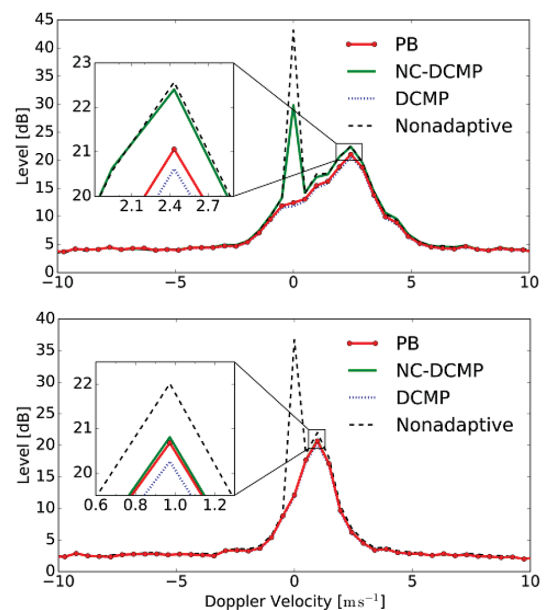 45
40
35
30
25
20
15
10
5
0
Level [dB]
23
22
21
20
2.1 2.4 2.7
PB
NC-DCMP
DCMP
Nonadaptive
−10 −5 0 5 10
40
35
30
25
20
15
10
5
0
Level [dB]
22
21
20
0.6 0.8 1.0 1.2
PB
NC-DCMP
DCMP
Nonadaptive
−10 −5 0 5 10
Doppler Velocity [ms⁻¹]